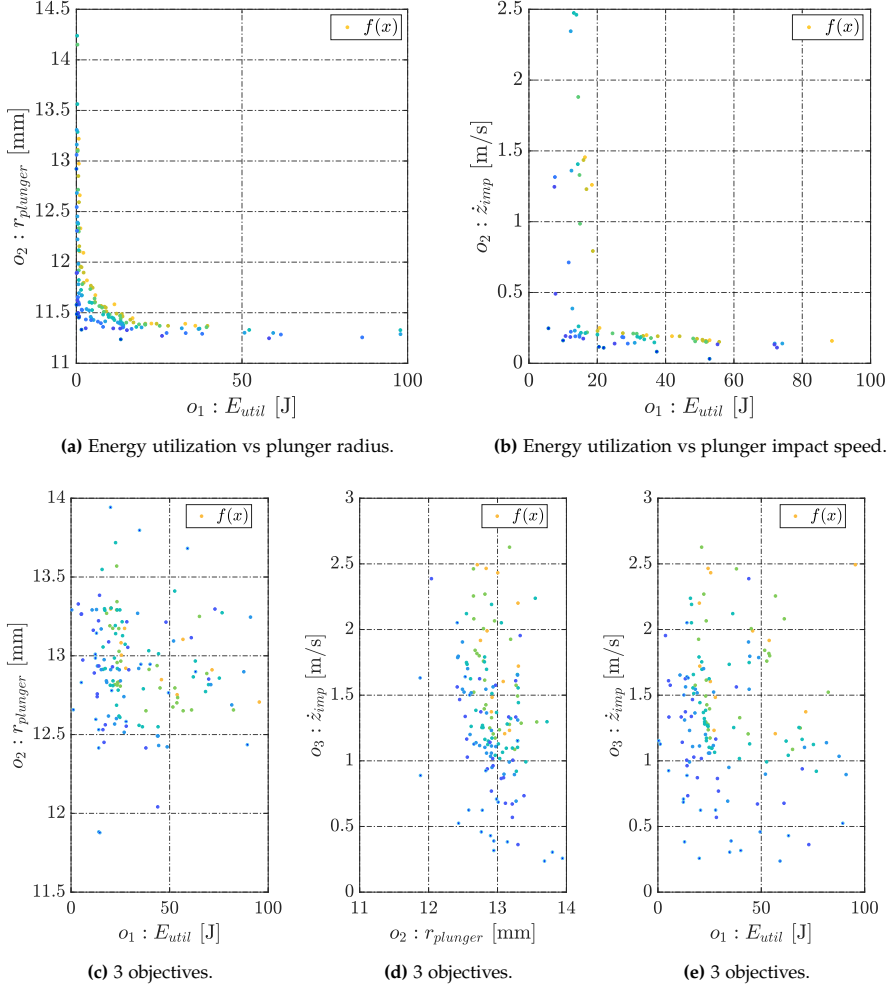 14.5
14
13.5
13
12.5
12
11.5
11
0
50
100
o₂ : r_plunger [mm]
o₁ : E_util [J]
f(x)
(a) Energy utilization vs plunger radius.
2.5
2
1.5
1
0.5
0
0
20
40
60
80
100
o₂ : ż_imp [m/s]
o₁ : E_util [J]
f(x)
(b) Energy utilization vs plunger impact speed.
14
13.5
13
12.5
12
11.5
0
50
100
o₂ : r_plunger [mm]
o₁ : E_util [J]
f(x)
(c) 3 objectives.
3
2.5
2
1.5
1
0.5
0
11
12
13
14
o₃ : ż_imp [m/s]
o₂ : r_plunger [mm]
f(x)
(d) 3 objectives.
3
2.5
2
1.5
1
0.5
0
0
50
100
o₃ : ż_imp [m/s]
o₁ : E_util [J]
f(x)
(e) 3 objectives.